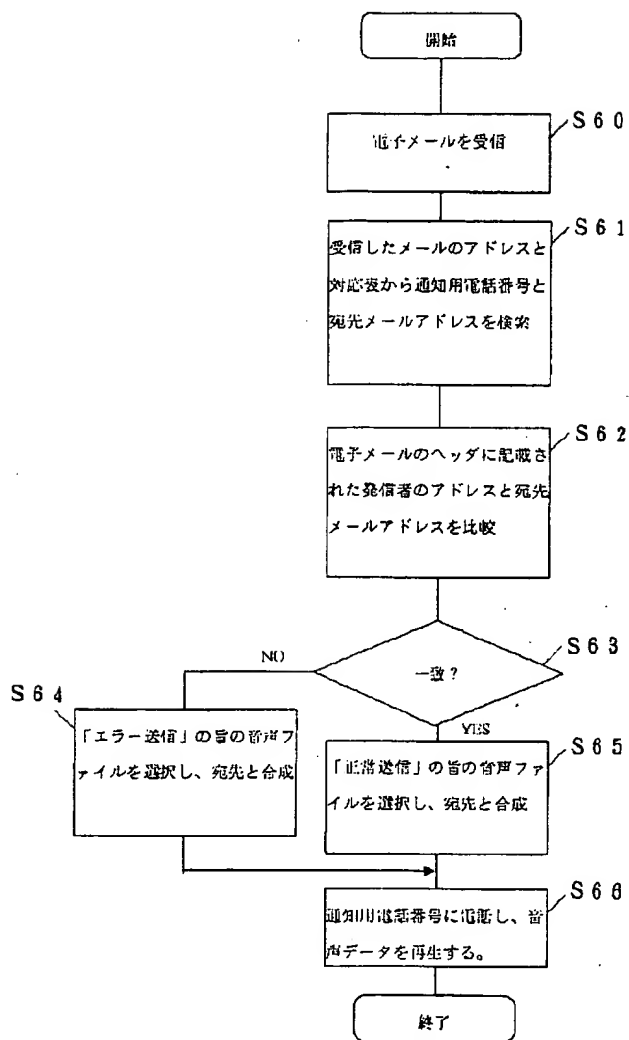 開始
S60
電子メールを受信
S61
受信したメールのアドレスと
対応表から通知用電話番号と
宛先メールアドレスを検索
S62
電子メールのヘッダに記載さ
れた発信者のアドレスと宛先
メールアドレスを比較
S63
一致?
NO
YES
S64
「エラー送信」の旨の音声フ
ァイルを選択し、宛先と合成
S65
「正常送信」の旨の音声ファ
イルを選択し、宛先と合成
S66
通知用電話番号に電話し、音
声データを再生する。
終了